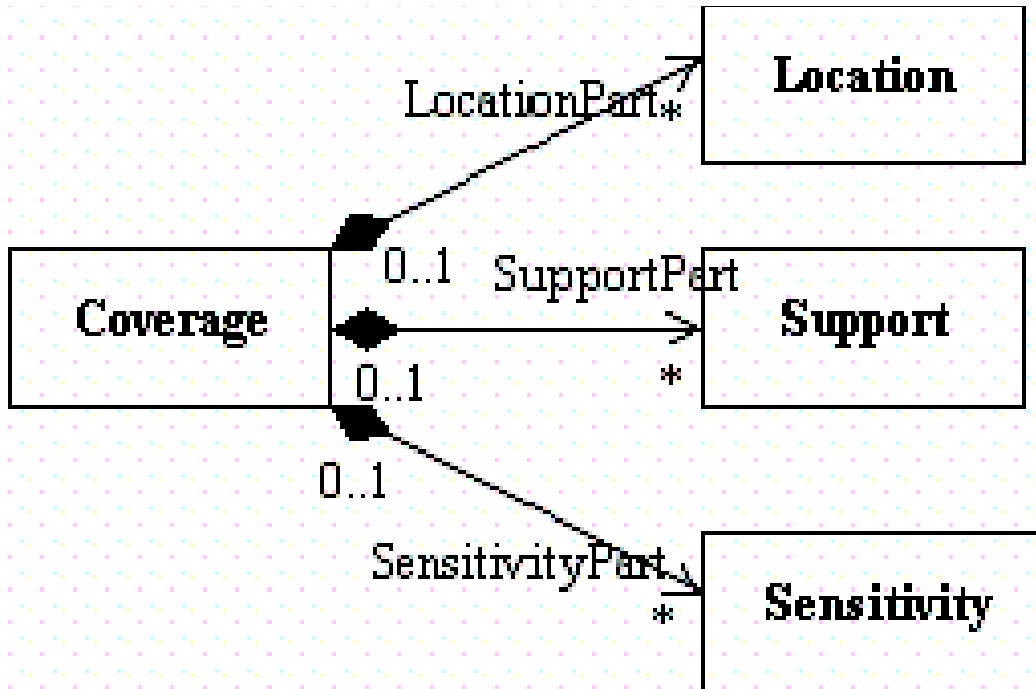 Location
LocationPart
*
0..1
SupportPart
Coverage
Support
0..1
*
0..1
SensitivityPart
Sensitivity
*